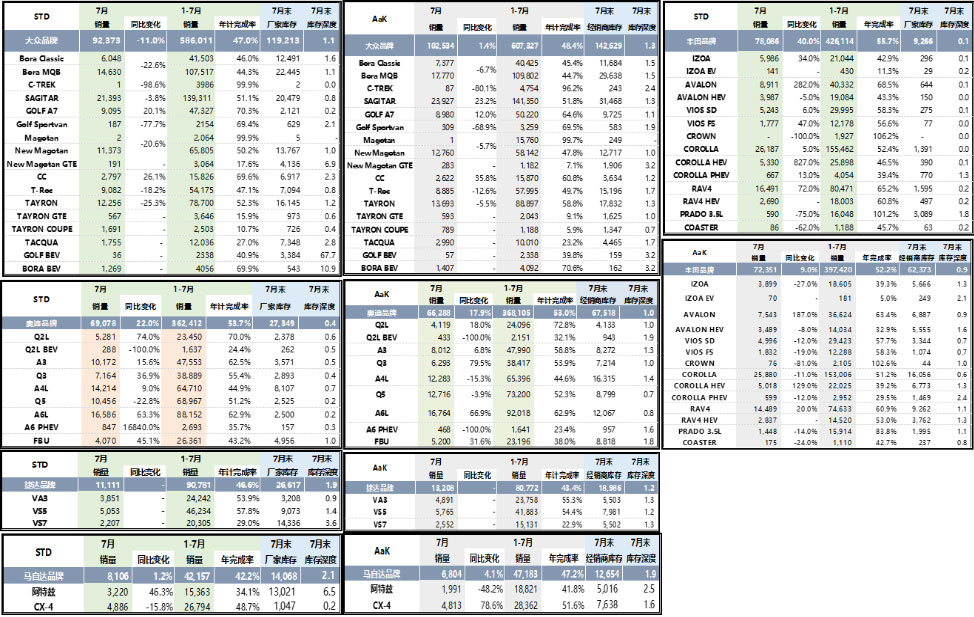 STD 7月 销量 同比变化 1-7月 销量 年计完成率 7月末 厂家库存 7月末 库存深度
大众品牌 92,373 -11.0% 586,011 47.0% 119,213 1.1
Bora Classic 6,048 41,503 46.0% 12,491 1.6
-22.6%
Bora MQB 14,630 107,517 44.3% 22,445 1.1
C-TREK 1 -98.6% 3986 99.9% 2 0.0
SAGITAR 21,393 -3.8% 139,311 51.1% 20,479 0.8
GOLF A7 9,095 20.1% 47,327 70.3% 2,121 0.2
Golf Sportvan 187 -77.7% 2154 69.4% 629 2.1
Magotan 2 2,064 99.9% 5 -
-20.6%
New Magotan 11,373 65,805 50.2% 13,767 1.0
New Magotan GTE 191 3,064 17.6% 4,136 6.9
CC 2,797 26.1% 15,826 69.6% 6,917 2.3
T-Roc 9,082 -18.2% 54,175 47.1% 7,094 0.8
TAYRON 12,256 -25.3% 78,700 52.3% 16,145 1.2
TAYRON GTE 567 - 3,646 15.9% 973 0.6
TAYRON COUPE 1,691 - 2,503 10.7% 726 0.4
TACQUA 1,755 - 12,036 27.0% 7,348 2.8
GOLF BEV 36 - 2338 40.9% 3,384 67.7
BORA BEV 1,269 - 4056 69.9% 543 10.9
AaK 7月 销量 同比变化 1-7月 销量 年计完成率 7月末 经销商库存 7月末 库存深度
大众品牌 102,534 1.4% 607,327 48.4% 142,629 1.3
Bora Classic 7,377 40,425 45.4% 11,684 1.5
-6.7%
Bora MQB 17,770 109,802 44.7% 29,638 1.5
C-TREK 87 -80.1% 4,754 96.2% 243 2.4
SAGITAR 23,927 23.2% 141,350 51.8% 31,468 1.3
GOLF A7 8,980 12.0% 50,220 64.6% 9,725 1.1
Golf Sportvan 309 -68.9% 3,259 69.5% 583 1.9
Magotan 1 15,760 99.7% 249 -
-5.7%
New Magotan 12,760 58,142 47.8% 12,717 1.0
New Magotan GTE 283 - 1,182 7.1% 1,906 3.2
CC 2,622 35.8% 15,870 60.8% 3,634 1.2
T-Roc 8,885 -12.6% 57,995 49.7% 15,196 1.7
TAYRON 13,693 -5.5% 88,897 58.8% 17,832 1.3
TAYRON GTE 593 - 2,043 9.1% 1,625 1.0
TAYRON COUPE 789 - 1,188 5.9% 1,347 0.7
TACQUA 2,990 - 10,010 23.2% 4,465 1.7
GOLF BEV 57 - 2,338 39.8% 159 3.2
BORA BEV 1,407 - 4,092 70.6% 162 3.2
STD 7月 销量 同比变化 1-7月 销量 年完成率 7月末 厂家库存 7月末 库存深度
丰田品牌 78,086 40.0% 426,114 55.7% 9,266 0.1
IZOA 5,986 34.0% 21,044 42.9% 296 0.1
IZOA EV 141 - 430 11.3% 29 0.2
AVALON 8,911 282.0% 40,332 68.5% 644 0.1
AVALON HEV 3,987 -5.0% 19,084 43.3% 150 0.0
VIOS SD 5,243 6.0% 29,995 58.3% 275 0.1
VIOS FS 1,777 47.0% 12,178 56.6% 77 0.0
CROWN - -100.0% 1,927 106.2% - -
COROLLA 26,187 5.0% 155,462 52.4% 1,391 0.0
COROLLA HEV 5,330 827.0% 25,898 46.5% 390 0.1
COROLLA PHEV 667 13.0% 4,054 39.4% 770 1.3
RAV4 16,491 72.0% 80,471 65.2% 1,595 0.2
RAV4 HEV 2,690 - 18,003 60.8% 497 0.2
PRADO 3.5L 590 -75.0% 16,048 101.2% 3,089 1.8
COASTER 86 -62.0% 1,188 45.7% 63 0.2
AaK 7月 销量 同比变化 1-7月 销量 年完成率 7月末 经销商库存 7月末 库存深度
丰田品牌 72,351 9.0% 397,420 52.2% 62,373 0.9
IZOA 3,899 -27.0% 18,605 39.3% 5,666 1.3
IZOA EV 70 - 181 5.0% 249 2.1
AVALON 7,543 187.0% 36,624 63.4% 6,887 0.9
AVALON HEV 3,489 -8.0% 14,034 32.9% 5,555 1.6
VIOS SD 4,996 -12.0% 29,423 57.7% 3,344 0.7
VIOS FS 1,832 -19.0% 12,288 58.3% 1,074 0.7
CROWN 76 -81.0% 2,105 102.6% 44 1.0
COROLLA 25,880 -11.0% 153,006 51.2% 16,056 0.6
COROLLA HEV 5,018 129.0% 22,025 39.2% 6,773 1.3
COROLLA PHEV 599 -12.0% 2,952 29.5% 1,469 2.4
RAV4 14,489 20.0% 74,633 60.9% 9,262 1.1
RAV4 HEV 2,837 - 14,520 53.0% 3,762 1.3
PRADO 3.5L 1,448 -14.0% 15,914 83.8% 1,995 1.1
COASTER 175 -24.0% 1,110 42.7% 237 0.8
STD 7月 销量 同比变化 1-7月 销量 年计完成率 7月末 厂家库存 7月末 库存深度
奥迪品牌 69,078 22.0% 362,412 53.7% 27,349 0.4
Q2L 5,281 74.0% 23,450 70.0% 2,378 0.6
Q2L BEV 288 -100.0% 1,637 24.4% 262 0.5
A3 10,172 15.6% 47,553 62.5% 3,571 0.5
Q3 7,164 36.9% 38,889 55.4% 2,893 0.4
A4L 14,214 9.0% 64,710 44.9% 8,107 0.7
Q5 10,456 -22.8% 68,967 51.2% 2,525 0.2
A6L 16,586 63.3% 88,152 62.9% 2,500 0.2
A6 PHEV 847 16840.0% 2,693 35.7% 157 0.3
FBU 4,070 45.1% 26,361 43.2% 4,956 1.0
AaK 7月 销量 同比变化 1-7月 销量 年计完成率 7月末 经销商库存 7月末 库存深度
奥迪品牌 66,288 17.9% 368,105 53.0% 67,518 1.0
Q2L 4,119 18.0% 24,096 72.8% 4,133 1.0
Q2L BEV 433 -100.0% 2,151 32.1% 943 1.9
A3 8,012 6.8% 47,990 58.8% 8,272 1.3
Q3 6,293 79.5% 38,417 53.9% 7,214 1.0
A4L 12,283 -15.3% 65,396 44.6% 16,315 1.4
Q5 12,716 -3.9% 73,200 52.3% 8,799 0.7
A6L 16,764 66.9% 92,018 62.9% 12,067 0.8
A6 PHEV 468 -100.0% 1,641 23.4% 957 1.6
FBU 5,200 31.6% 23,196 38.0% 8,818 1.8
STD 7月 销量 同比变化 1-7月 销量 年计完成率 7月末 厂家库存 7月末 库存深度
捷达品牌 11,111 - 90,781 46.6% 26,617 1.9
VA3 3,851 - 24,242 53.9% 3,208 0.9
VS5 5,053 - 46,234 57.8% 9,073 1.4
VS7 2,207 - 20,305 29.0% 14,336 3.6
AaK 7月 销量 同比变化 1-7月 销量 年计完成率 7月末 经销商库存 7月末 库存深度
捷达品牌 13,208 - 80,772 43.4% 18,986 1.2
VA3 4,891 - 23,758 55.3% 5,503 1.3
VS5 5,765 - 41,883 54.4% 7,981 1.2
VS7 2,552 - 15,131 22.9% 5,502 1.3
STD 7月 销量 同比变化 1-7月 销量 年完成率 7月末 厂家库存 7月末 库存深度
马自达品牌 8,106 1.2% 42,157 42.2% 14,068 2.1
阿特兹 3,220 46.3% 15,363 34.1% 13,021 6.5
CX-4 4,886 -15.8% 26,794 48.7% 1,047 0.2
AaK 7月 销量 同比变化 1-7月 销量 年完成率 7月末 经销商库存 7月末 库存深度
马自达品牌 6,804 4.1% 47,183 47.2% 12,654 1.9
阿特兹 1,991 -48.2% 18,821 41.8% 5,016 2.5
CX-4 4,813 78.6% 28,362 51.6% 7,638 1.6